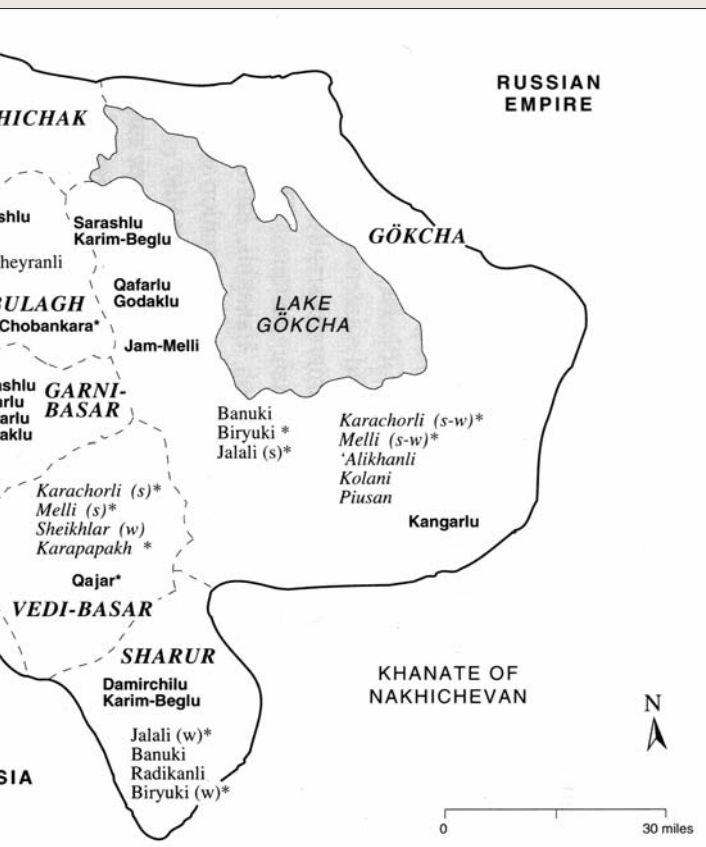 RUSSIAN
EMPIRE
HICHAK
GÖKCHA
shlu
Sarashlu
Karim-Beglu
heyranli
Qafarlu
Godaklu
BULAGH
Chobankara*
LAKE
GÖKCHA
Jam-Melli
ashlu
arlu
arlu
aklu
GARNI-
BASAR
Banuki
Biryuki *
Jalali (s)*
Karachorli (s-w)*
Melli (s-w)*
‘Alikhanli
Kolani
Piusan
Kangarlu
Karachorli (s)*
Melli (s)*
Sheikhlar (w)
Karapapakh *
Qajar*
VEDI-BASAR
SHARUR
Damirchilu
Karim-Beglu
Jalali (w)*
Banuki
Radikanli
Biryuki (w)*
KHANATE OF
NAKHICHEVAN
SIA
N
0 30 miles